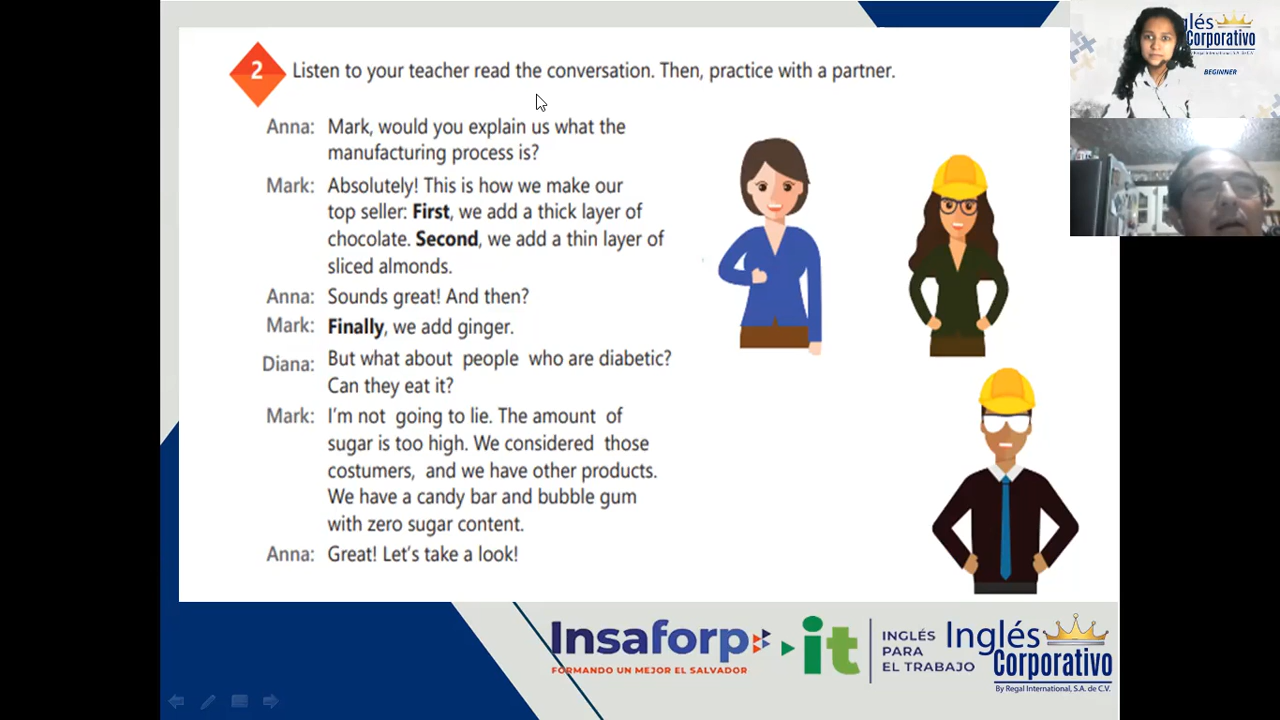 2 Listen to your teacher read the conversation. Then, practice with a partner.
Anna: Mark, would you explain us what the
manufacturing process is?
Mark: Absolutely! This is how we make our
top seller: First, we add a thick layer of
chocolate. Second, we add a thin layer of
sliced almonds.
Anna: Sounds great! And then?
Mark: Finally, we add ginger.
Diana: But what about people who are diabetic?
Can they eat it?
Mark: I'm not going to lie. The amount of
sugar is too high. We considered those
costumers, and we have other products.
We have a candy bar and bubble gum
with zero sugar content.
Anna: Great! Let's take a look!
glés
Corporativo
By Regal International, S.A. de C.V.
BEGINNER
Insaforp
FORMANDO UN MEJOR EL SALVADOR
it
INGLÉS
PARA
EL TRABAJO
Inglés
Corporativo
By Regal International, S.A. de C.V.